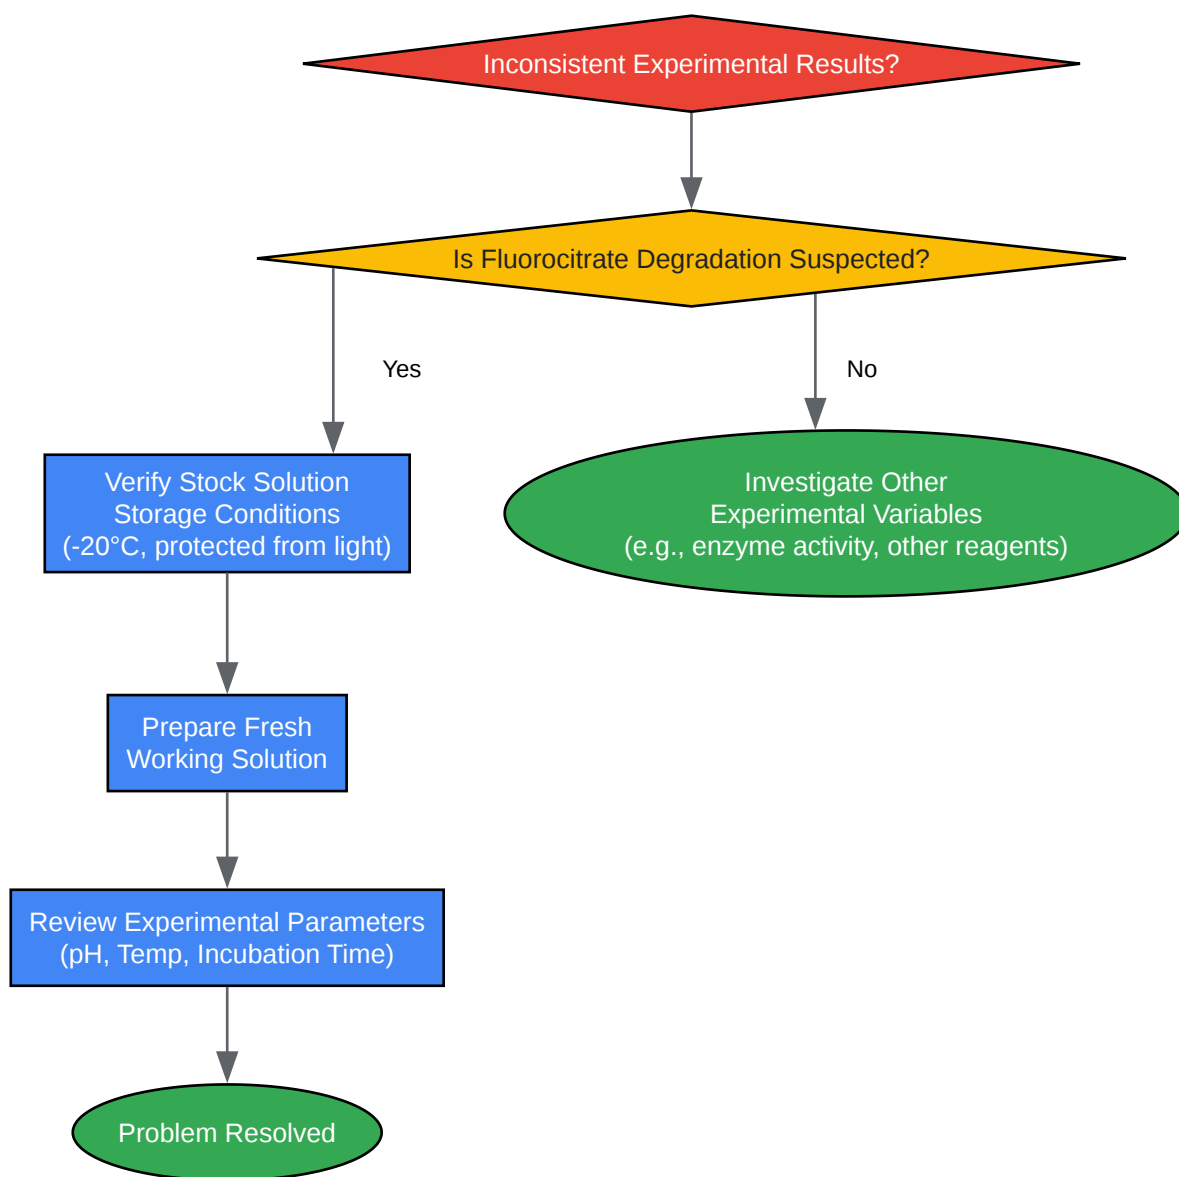 Inconsistent Experimental Results?
Is Fluorocitrate Degradation Suspected?
Yes
No
Verify Stock Solution
Storage Conditions
(-20°C, protected from light)
Investigate Other
Experimental Variables
(e.g., enzyme activity, other reagents)
Prepare Fresh
Working Solution
Review Experimental Parameters
(pH, Temp, Incubation Time)
Problem Resolved